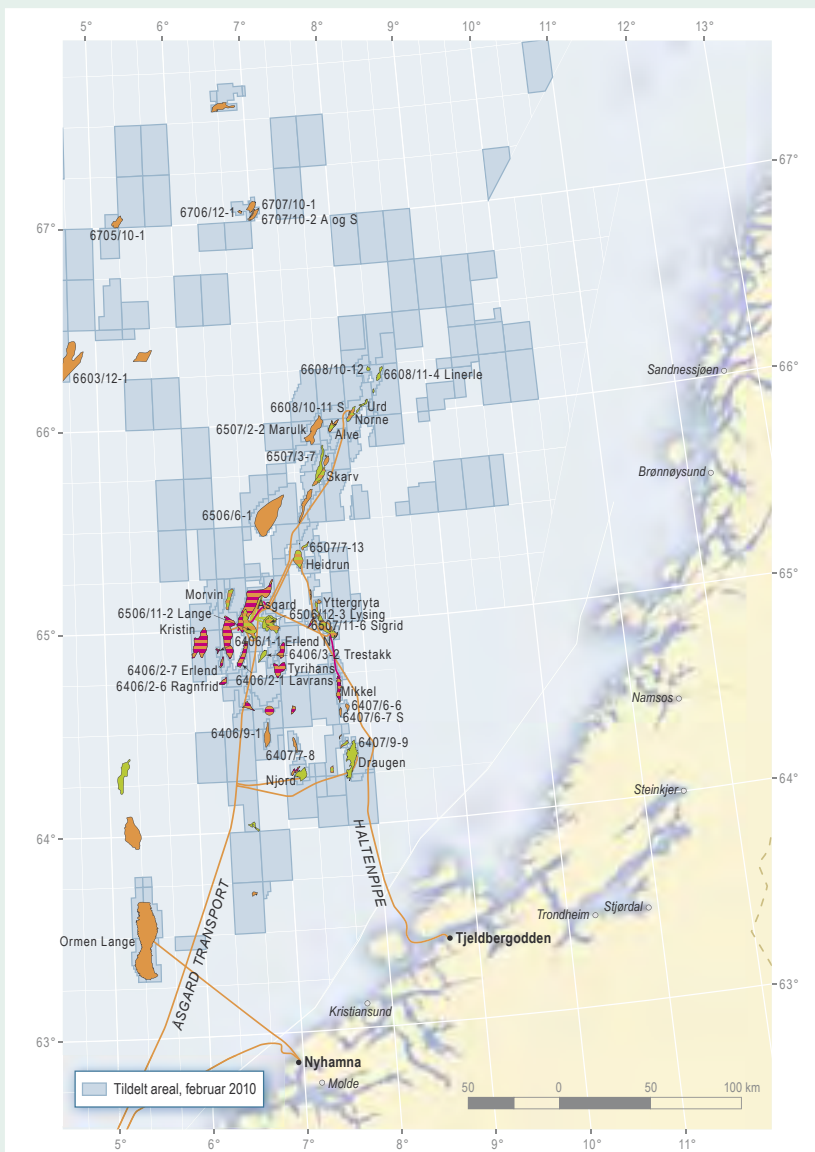 5° 6° 7° 8° 9° 10° 11° 12° 13°
67°
6706/12-1
6707/10-1
6707/10-2 A og S
6705/10-1
67°
66°
Sandnessjøen
6608/10-12
6608/11-4 Linerle
6603/12-1
6608/10-11 S
Urd
Norne
6507/2-2 Marulk
Alve
66°
6507/3-7
Skarv
Brønnøysund
6506/6-1
6507/7-13
Heidrun
65°
Morvin
Åsgard
Yttergryta
6506/11-2 Lange
6506/12-3 Lysing
6507/11-6 Sigrid
Kristin
65°
6406/1-1 Erlend N
6406/3-2 Trestakk
6406/2-7 Erlend
Tyrihans
6406/2-1 Lavrans
6406/2-6 Ragnfrid
Mikkel
Namsos
6407/6-6
6407/6-7 S
6406/9-1
6407/9-9
6407/7-8
Draugen
Njord
64°
Steinkjer
64°
HALTENPIPE
ÅSGARD TRANSPORT
Stjørdal
Trondheim
Ormen Lange
Tjeldbergodden
63°
Kristiansund
63°
Nyhamna
Molde
Tildelt areal, februar 2010
50 0 50 100 km
5° 6° 7° 8° 9° 10° 11°